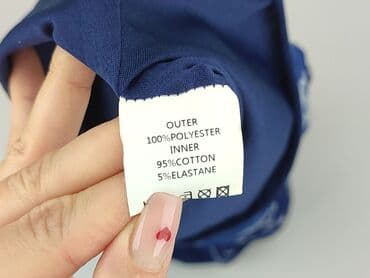 OUTER
100%POLYESTER
INNER
95%COTTON
5%ELASTANE